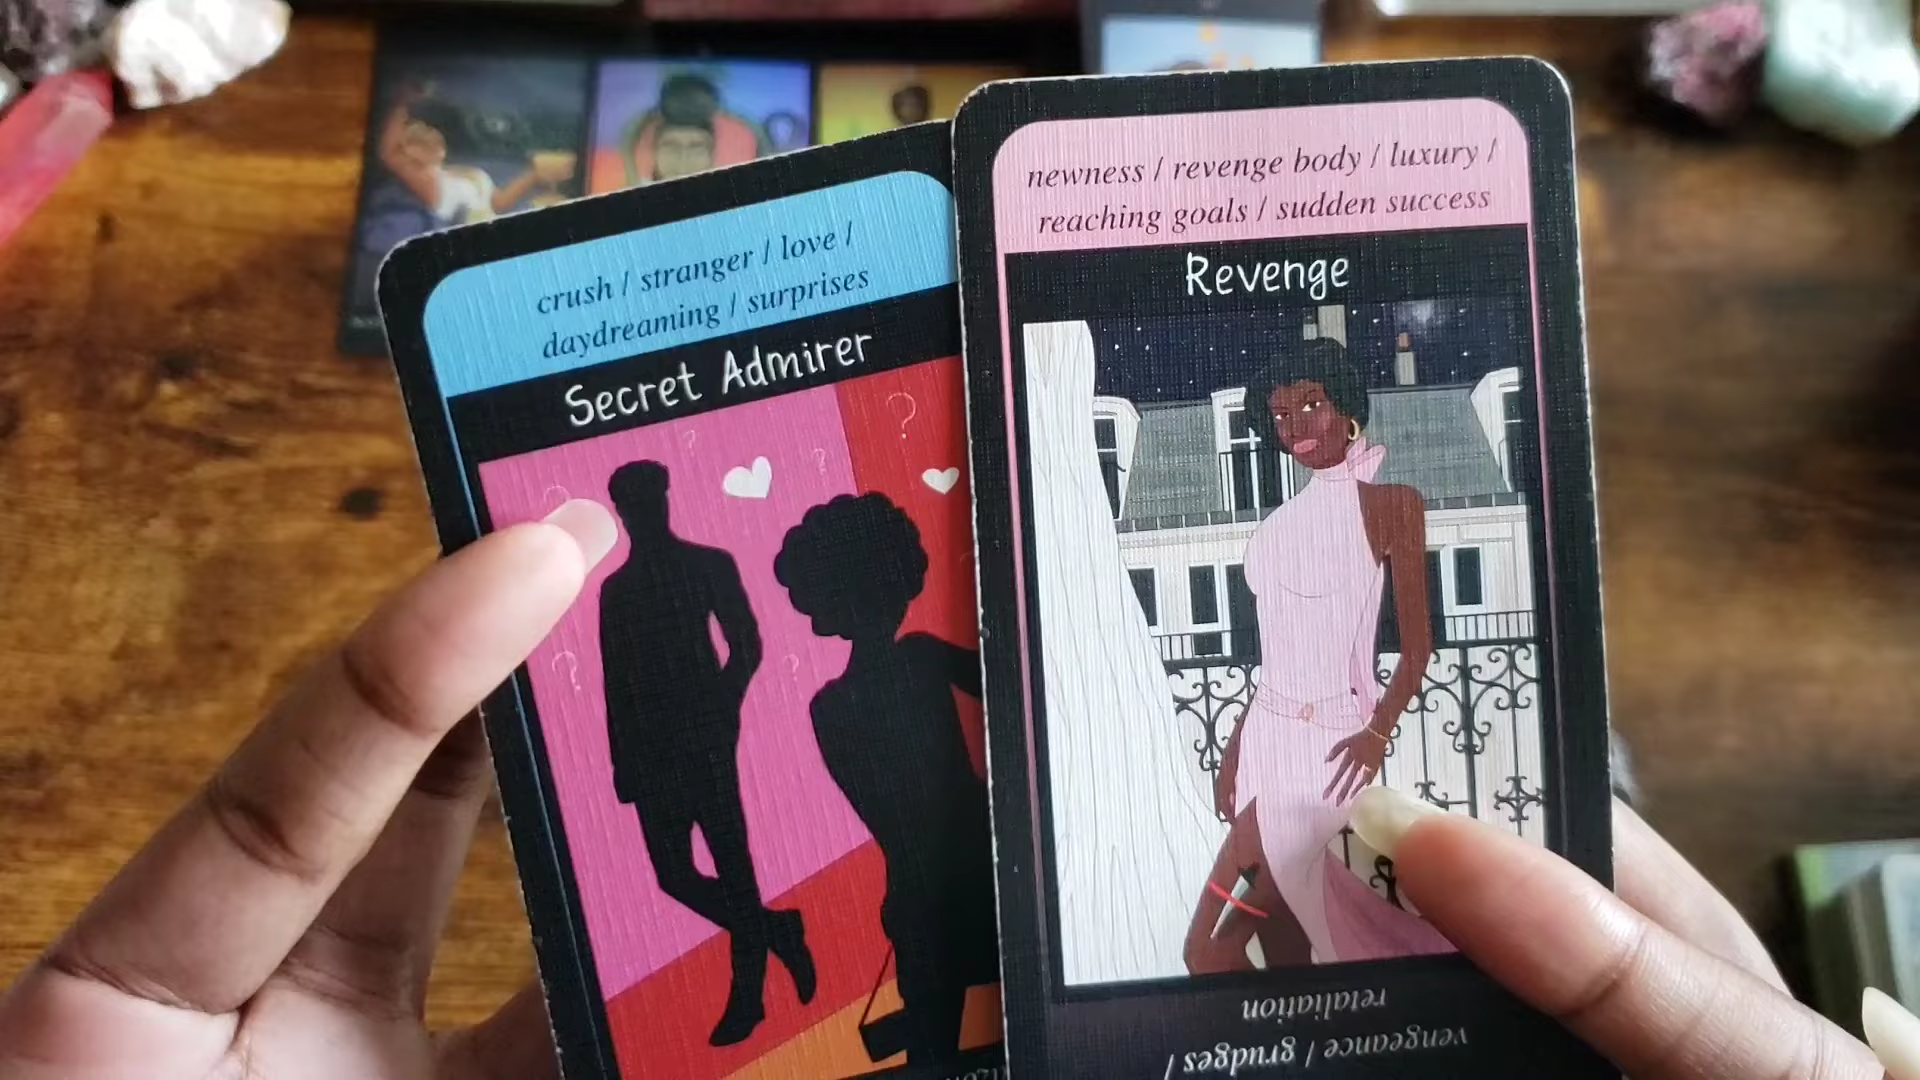 crush / stranger / love /
daydreaming / surprises
Secret Admirer
newness / revenge body / luxury /
reaching goals / sudden success
Revenge
vengeance / grudges /
retaliation